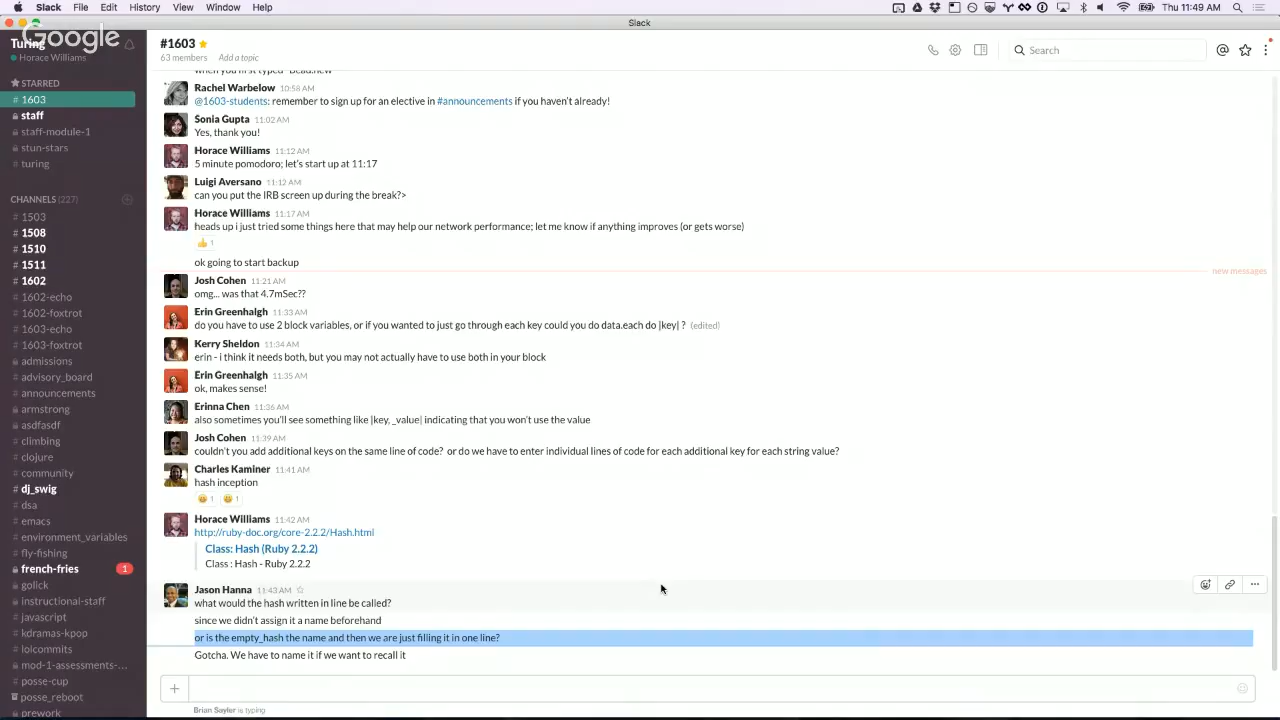 Slack File Edit View History Window Help
Thu 11:49 AM
Slack
Google
Turing
Horace Williams
#1603
63 members Add a topic
Search
STARRED
# 1603
staff
staff-module-1
stun-stars
# turing
CHANNELS (227)
# 1503
# 1508
# 1510
# 1511
# 1602
# 1602-echo
# 1602-foxtrot
# 1603-echo
# 1603-foxtrot
admissions
# advisory_board
# announcements
armstrong
asdfasdf
# climbing
# clojure
# community
# dj_swig
# dsa
# emacs
# environment_variables
# fly-fishing
french-fries 1
# golick
# instructional-staff
# javascript
# kdramas-kpop
# lolcommits
mod-1-assessments-...
# posse-cup
posse_reboot
# prework
when you first typed
Rachel Warbelow 10:58 AM
@1603-students: remember to sign up for an elective in #announcements if you haven't already!
Sonia Gupta 11:02 AM
Yes, thank you!
Horace Williams 11:12 AM
5 minute pomodoro; let's start up at 11:17
Luigi Aversano 11:12 AM
can you put the IRB screen up during the break?>
Horace Williams 11:17 AM
heads up i just tried some things here that may help our network performance; let me know if anything improves (or gets worse)
1
ok going to start backup
new messages
Josh Cohen 11:21 AM
omg... was that 4.7mSec??
Erin Greenhalgh 11:33 AM
do you have to use 2 block variables, or if you wanted to just go through each key could you do data.each do |key| ? (edited)
Kerry Sheldon 11:34 AM
erin - i think it needs both, but you may not actually have to use both in your block
Erin Greenhalgh 11:35 AM
ok, makes sense!
Erinna Chen 11:36 AM
also sometimes you'll see something like |key, _value| indicating that you won't use the value
Josh Cohen 11:39 AM
couldn't you add additional keys on the same line of code? or do we have to enter individual lines of code for each additional key for each string value?
Charles Kaminer 11:41 AM
hash inception
1 1
Horace Williams 11:42 AM
http://ruby-doc.org/core-2.2.2/Hash.html
Class: Hash (Ruby 2.2.2)
Class : Hash - Ruby 2.2.2
Jason Hanna 11:43 AM
what would the hash written in line be called?
since we didn't assign it a name beforehand
or is the empty_hash the name and then we are just filling it in one line?
Gotcha. We have to name it if we want to recall it
Brian Sayler is typing